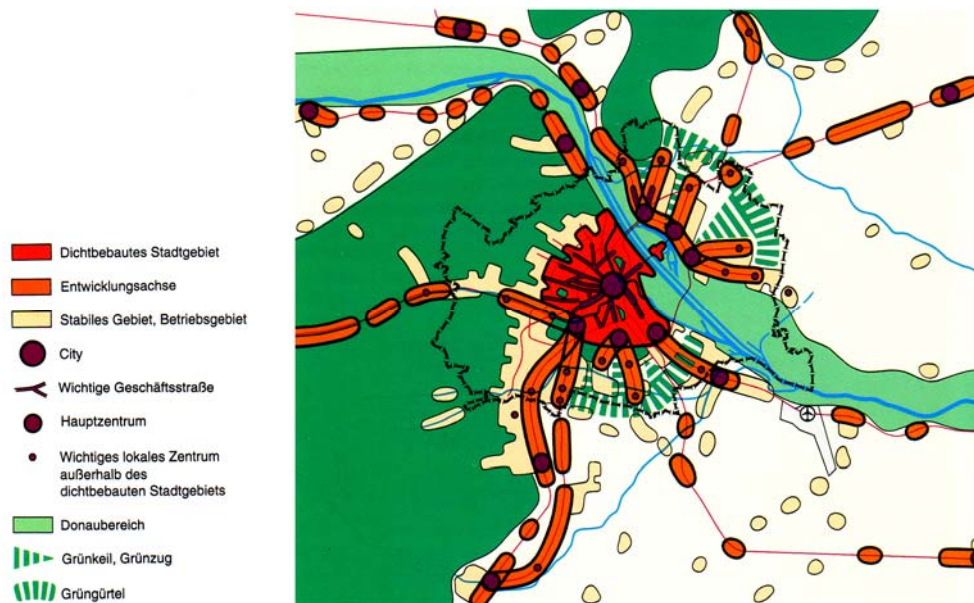 Dichtbebautes Stadtgebiet
Entwicklungsachse
Stabiles Gebiet, Betriebsgebiet
City
Wichtige Geschäftsstraße
Hauptzentrum
Wichtiges lokales Zentrum
außerhalb des
dichtbebauten Stadtgebiets
Donaubereich
Grünkeil, Grünzug
Grüngürtel